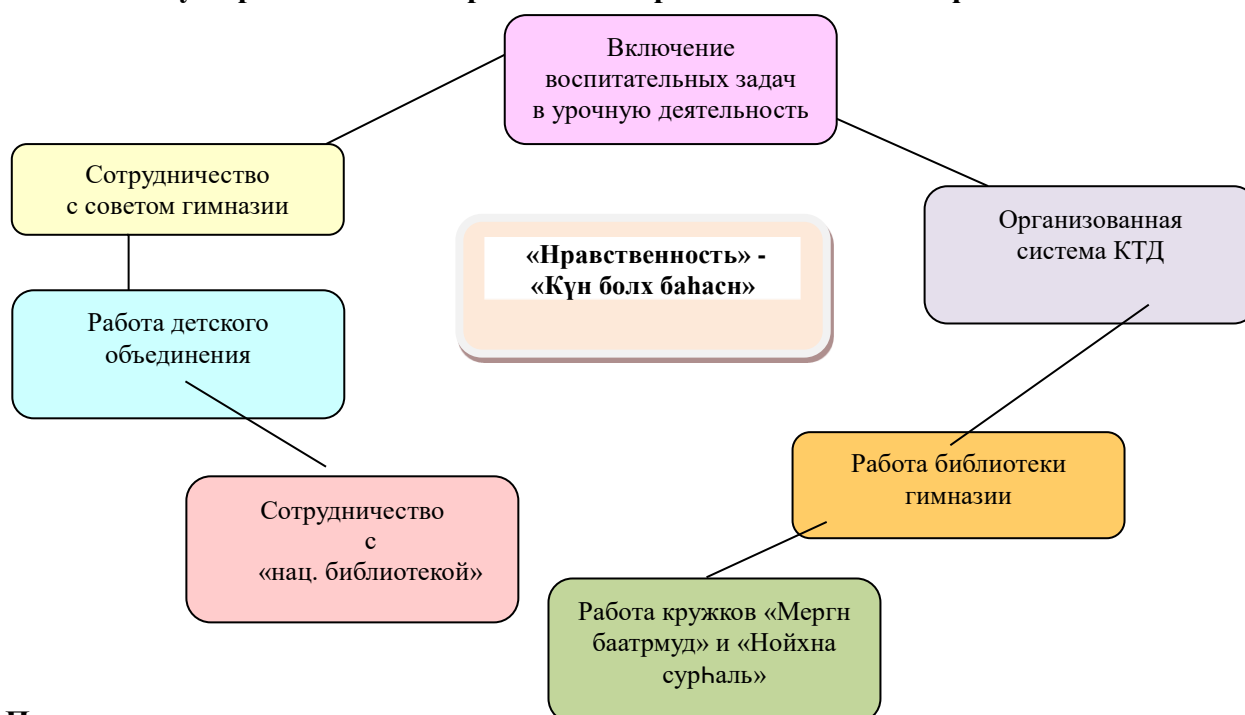 Включение
воспитательных задач
в урочную деятельность
Сотрудничество
с советом гимназии
Организованная
система КТД
«Нравственность» -
«Күн болх баһасн»
Работа детского
объединения
Работа библиотеки
гимназии
Сотрудничество
с
«нац. библиотекой»
Работа кружков «Мергн
баатрмуд» и «Нойхна
сурһаль»